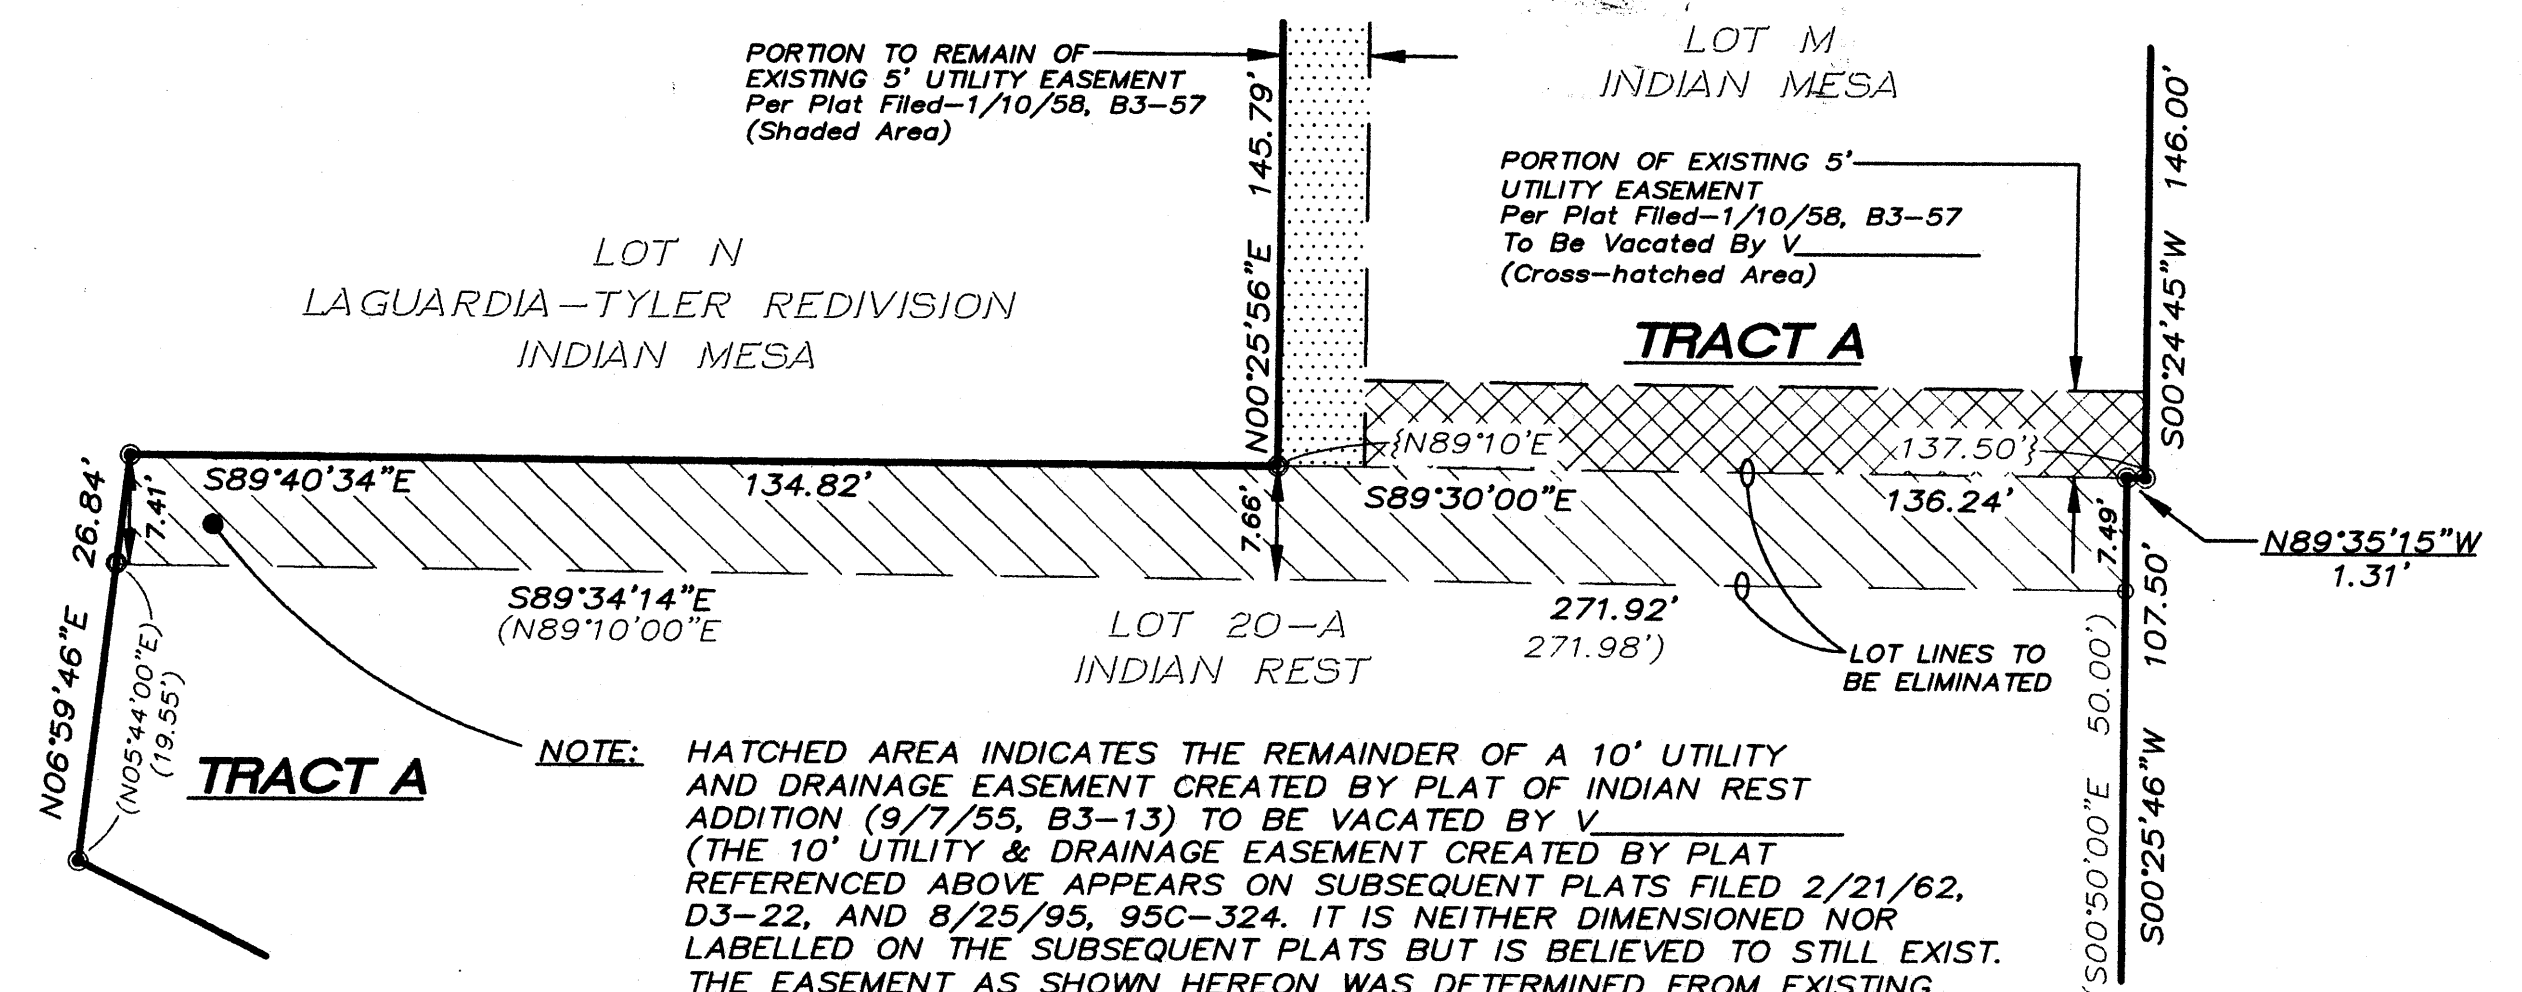 PORTION TO REMAIN OF
EXISTING 5' UTILITY EASEMENT
Per Plat Filed-1/10/58, B3-57
(Shaded Area)
145.79'
N00°25'56"E
LOT M
INDIAN MESA
146.00'
S00°24'45"W
PORTION OF EXISTING 5'
UTILITY EASEMENT
Per Plat Filed-1/10/58, B3-57
To Be Vacated By V
(Cross-hatched Area)
TRACT A
LOT N
LAGUARDIA-TYLER REDIVISION
INDIAN MESA
{N89°10'E
137.50'}
26.84'
7.41'
S89°40'34"E
134.82'
7.66'
S89°30'00"E
136.24'
7.49'
N89°35'15"W
1.31'
S89°34'14"E
(N89°10'00"E
271.92'
271.98')
LOT 20-A
INDIAN REST
LOT LINES TO
BE ELIMINATED
107.50'
S00°25'46"W
50.00')
(S00°50'00"E
N06°59'46"E
(N05°44'00"E)
(19.55')
TRACT A
NOTE: HATCHED AREA INDICATES THE REMAINDER OF A 10' UTILITY
AND DRAINAGE EASEMENT CREATED BY PLAT OF INDIAN REST
ADDITION (9/7/55, B3-13) TO BE VACATED BY V
(THE 10' UTILITY & DRAINAGE EASEMENT CREATED BY PLAT
REFERENCED ABOVE APPEARS ON SUBSEQUENT PLATS FILED 2/21/62,
D3-22, AND 8/25/95, 95C-324. IT IS NEITHER DIMENSIONED NOR
LABELLED ON THE SUBSEQUENT PLATS BUT IS BELIEVED TO STILL EXIST.
THE EASEMENT AS SHOWN HEREON WAS DETERMINED FROM EXISTING